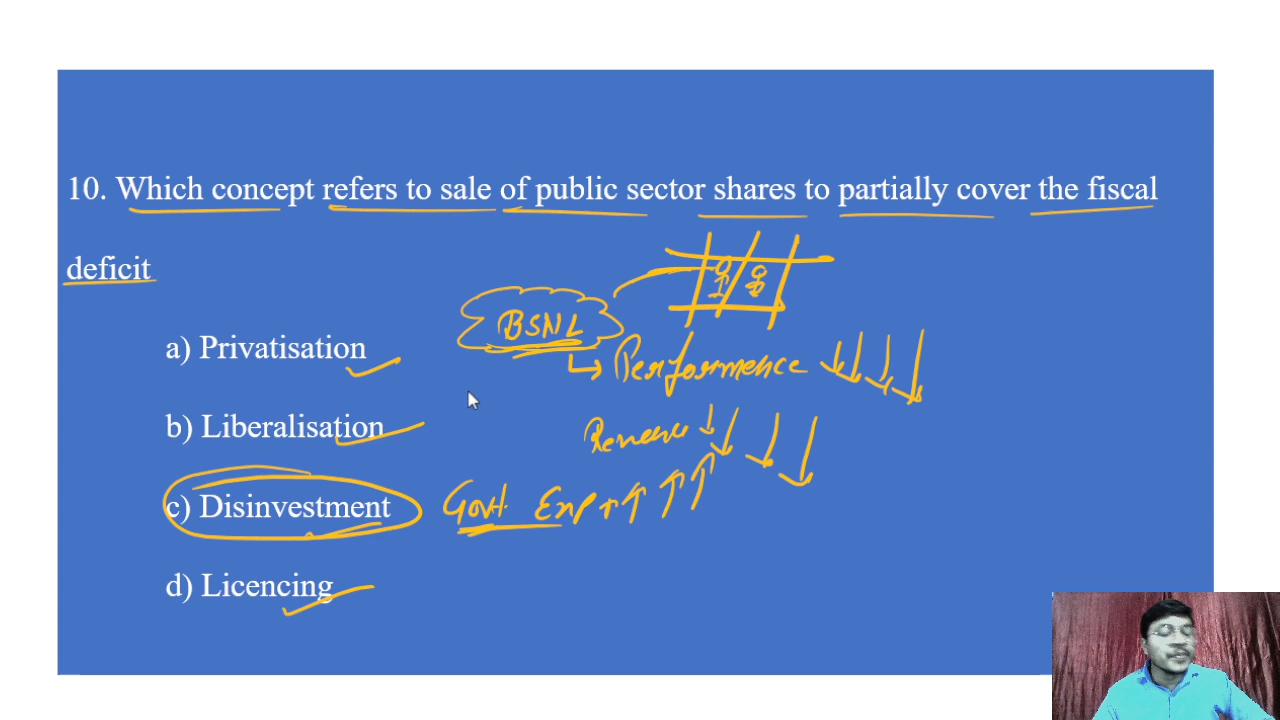 10. Which concept refers to sale of public sector shares to partially cover the fiscal
deficit
BSNL
a) Privatisation
Performence
b) Liberalisation
Revenue
c) Disinvestment
Govt. Exp
d) Licencing